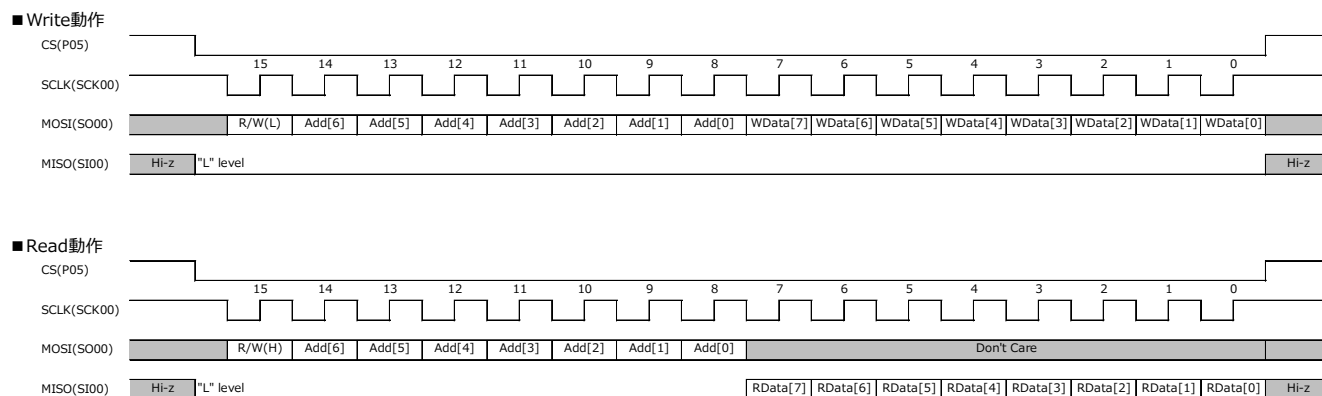 ■Write動作
CS(P05)
15 14 13 12 11 10 9 8 7 6 5 4 3 2 1 0
SCLK(SCK00)
MOSI(SO00) R/W(L) Add[6] Add[5] Add[4] Add[3] Add[2] Add[1] Add[0] WData[7] WData[6] WData[5] WData[4] WData[3] WData[2] WData[1] WData[0]
MISO(SI00) Hi-z "L" level Hi-z
■Read動作
CS(P05)
15 14 13 12 11 10 9 8 7 6 5 4 3 2 1 0
SCLK(SCK00)
MOSI(SO00) R/W(H) Add[6] Add[5] Add[4] Add[3] Add[2] Add[1] Add[0] Don't Care
MISO(SI00) Hi-z "L" level RData[7] RData[6] RData[5] RData[4] RData[3] RData[2] RData[1] RData[0] Hi-z